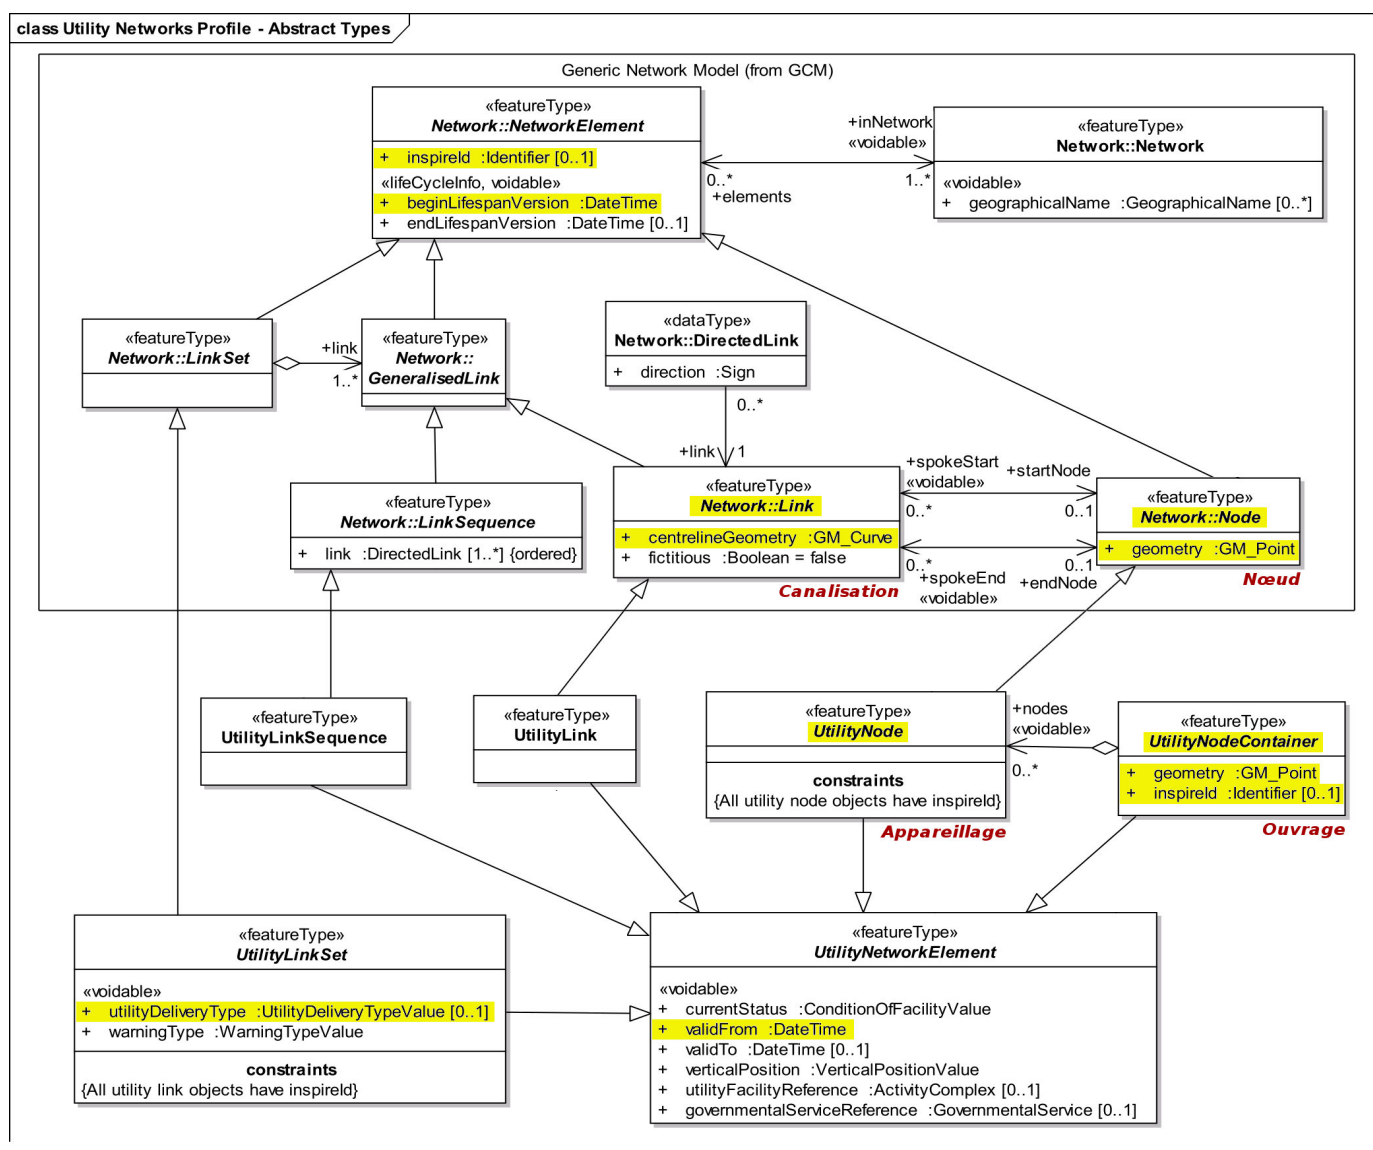 class Utility Networks Profile - Abstract Types
Generic Network Model (from GCM)
«featureType»
Network::NetworkElement
+ inspireId :Identifier [0..1]
«lifeCycleInfo, voidable»
+ beginLifespanVersion :DateTime
+ endLifespanVersion :DateTime [0..1]
+inNetwork
«voidable»
0..*
1..*
+elements
«featureType»
Network::Network
«voidable»
+ geographicalName :GeographicalName [0..*]
«featureType»
Network::LinkSet
+link
1..*
«featureType»
Network::
GeneralisedLink
«dataType»
Network::DirectedLink
+ direction :Sign
0..*
+link
1
«featureType»
Network::LinkSequence
+ link :DirectedLink [1..*] {ordered}
«featureType»
Network::Link
+ centrelineGeometry :GM_Curve
+ fictitious :Boolean = false
Canalisation
+spokeStart
«voidable»
+startNode
0..*
0..1
0..*
0..1
+spokeEnd
«voidable»
+endNode
«featureType»
Network::Node
+ geometry :GM_Point
Nœud
«featureType»
UtilityLinkSequence
«featureType»
UtilityLink
«featureType»
UtilityNode
constraints
{All utility node objects have inspireId}
Appareillage
+nodes
«voidable»
0..*
«featureType»
UtilityNodeContainer
+ geometry :GM_Point
+ inspireId :Identifier [0..1]
Ouvrage
«featureType»
UtilityLinkSet
«voidable»
+ utilityDeliveryType :UtilityDeliveryTypeValue [0..1]
+ warningType :WarningTypeValue
constraints
{All utility link objects have inspireId}
«featureType»
UtilityNetworkElement
«voidable»
+ currentStatus :ConditionOfFacilityValue
+ validFrom :DateTime
+ validTo :DateTime [0..1]
+ verticalPosition :VerticalPositionValue
+ utilityFacilityReference :ActivityComplex [0..1]
+ governmentalServiceReference :GovernmentalService [0..1]